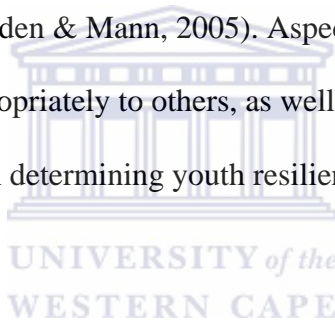 den & Mann, 2005). Aspec
opriately to others, as well
determining youth resilien
UNIVERSITY of the
WESTERN CAPE